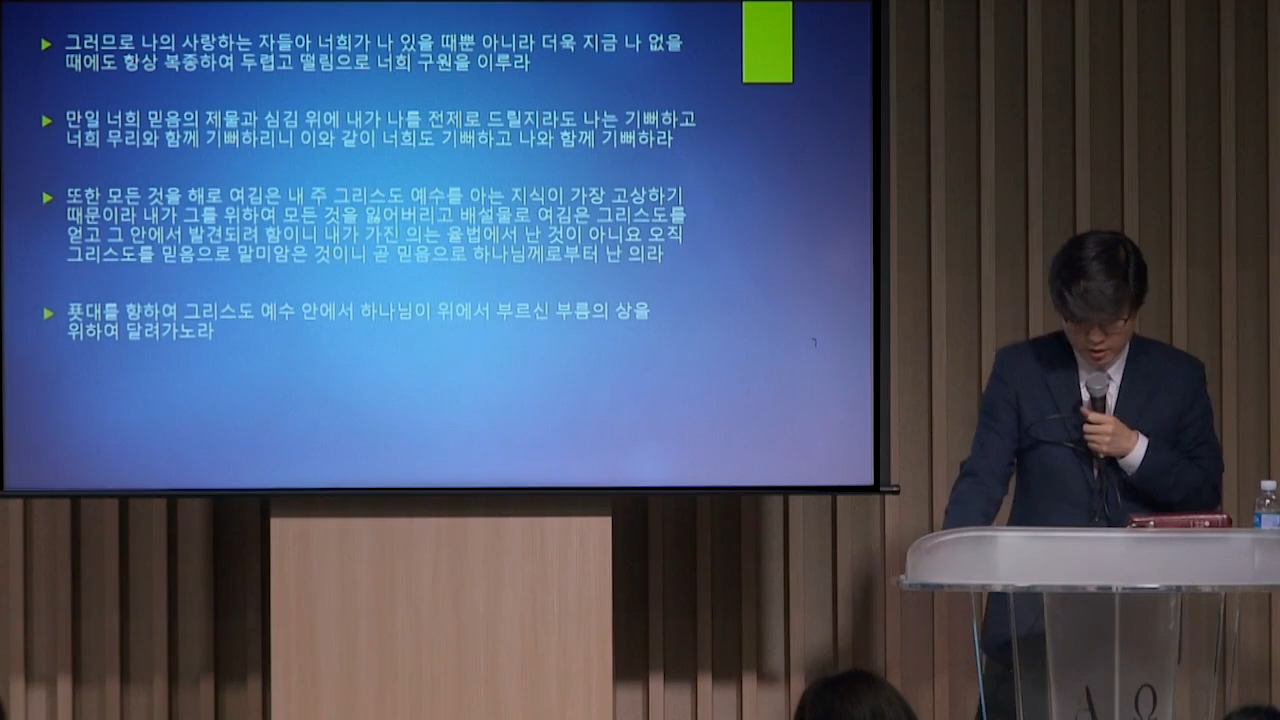 그러므로 나의 사랑하는 자들아 너희가 나 있을 때뿐 아니라 더욱 지금 나 없을
때에도 항상 복종하여 두렵고 떨림으로 너희 구원을 이루라
만일 너희 믿음의 제물과 섬김 위에 내가 나를 전제로 드릴지라도 나는 기뻐하고
너희 무리와 함께 기뻐하리니 이와 같이 너희도 기뻐하고 나와 함께 기뻐하라
또한 모든 것을 해로 여김은 내 주 그리스도 예수를 아는 지식이 가장 고상하기
때문이라 내가 그를 위하여 모든 것을 잃어버리고 배설물로 여김은 그리스도를
얻고 그 안에서 발견되려 함이니 내가 가진 의는 율법에서 난 것이 아니요 오직
그리스도를 믿음으로 말미암은 것이니 곧 믿음으로 하나님께로부터 난 의라
푯대를 향하여 그리스도 예수 안에서 하나님이 위에서 부르신 부름의 상을
위하여 달려가노라
Α Ω